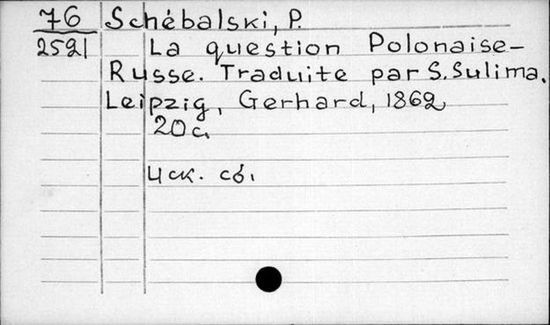 76 Schébalski, P.
2521 La question Polonaise-
Russe. Traduite par S. Sulima.
Leipzig, Gerhard, 1862
20 с.
Иск. сб.